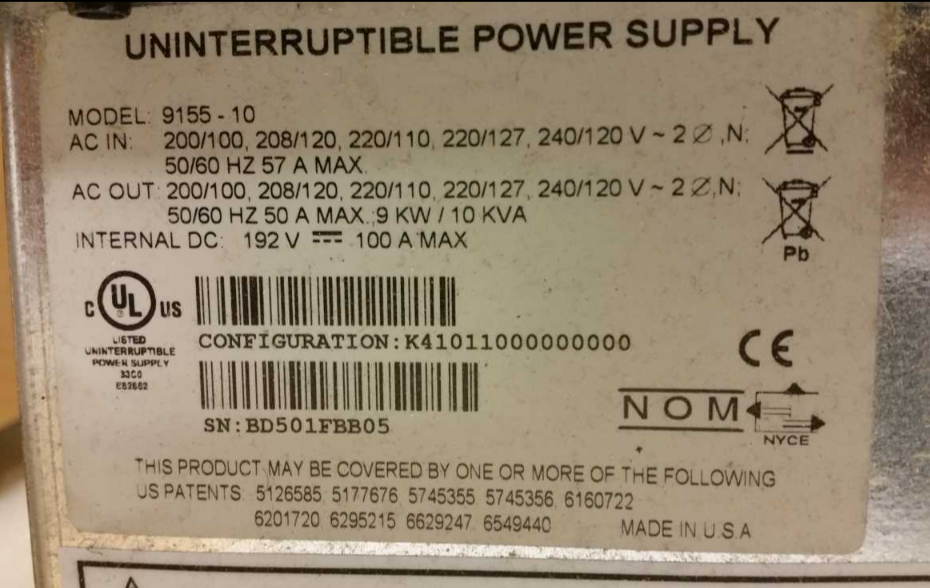 UNINTERRUPTIBLE POWER SUPPLY
MODEL: 9155 - 10
AC IN: 200/100, 208/120, 220/110, 220/127, 240/120 V ~ 2 Ø ,N;
50/60 HZ 57 A MAX.
AC OUT: 200/100, 208/120, 220/110, 220/127, 240/120 V ~ 2 Ø,N;
50/60 HZ 50 A MAX.;9 KW / 10 KVA
INTERNAL DC: 192 V ⎓ 100 A MAX
Pb
C UL US
LISTED
UNINTERRUPTIBLE
POWER SUPPLY
33C0
E82662
CONFIGURATION:K41011000000000
CE
SN:BD501FBB05
NOM
NYCE
THIS PRODUCT MAY BE COVERED BY ONE OR MORE OF THE FOLLOWING
US PATENTS: 5126585 5177676 5745355 5745356 6160722
6201720 6295215 6629247 6549440 MADE IN U.S.A